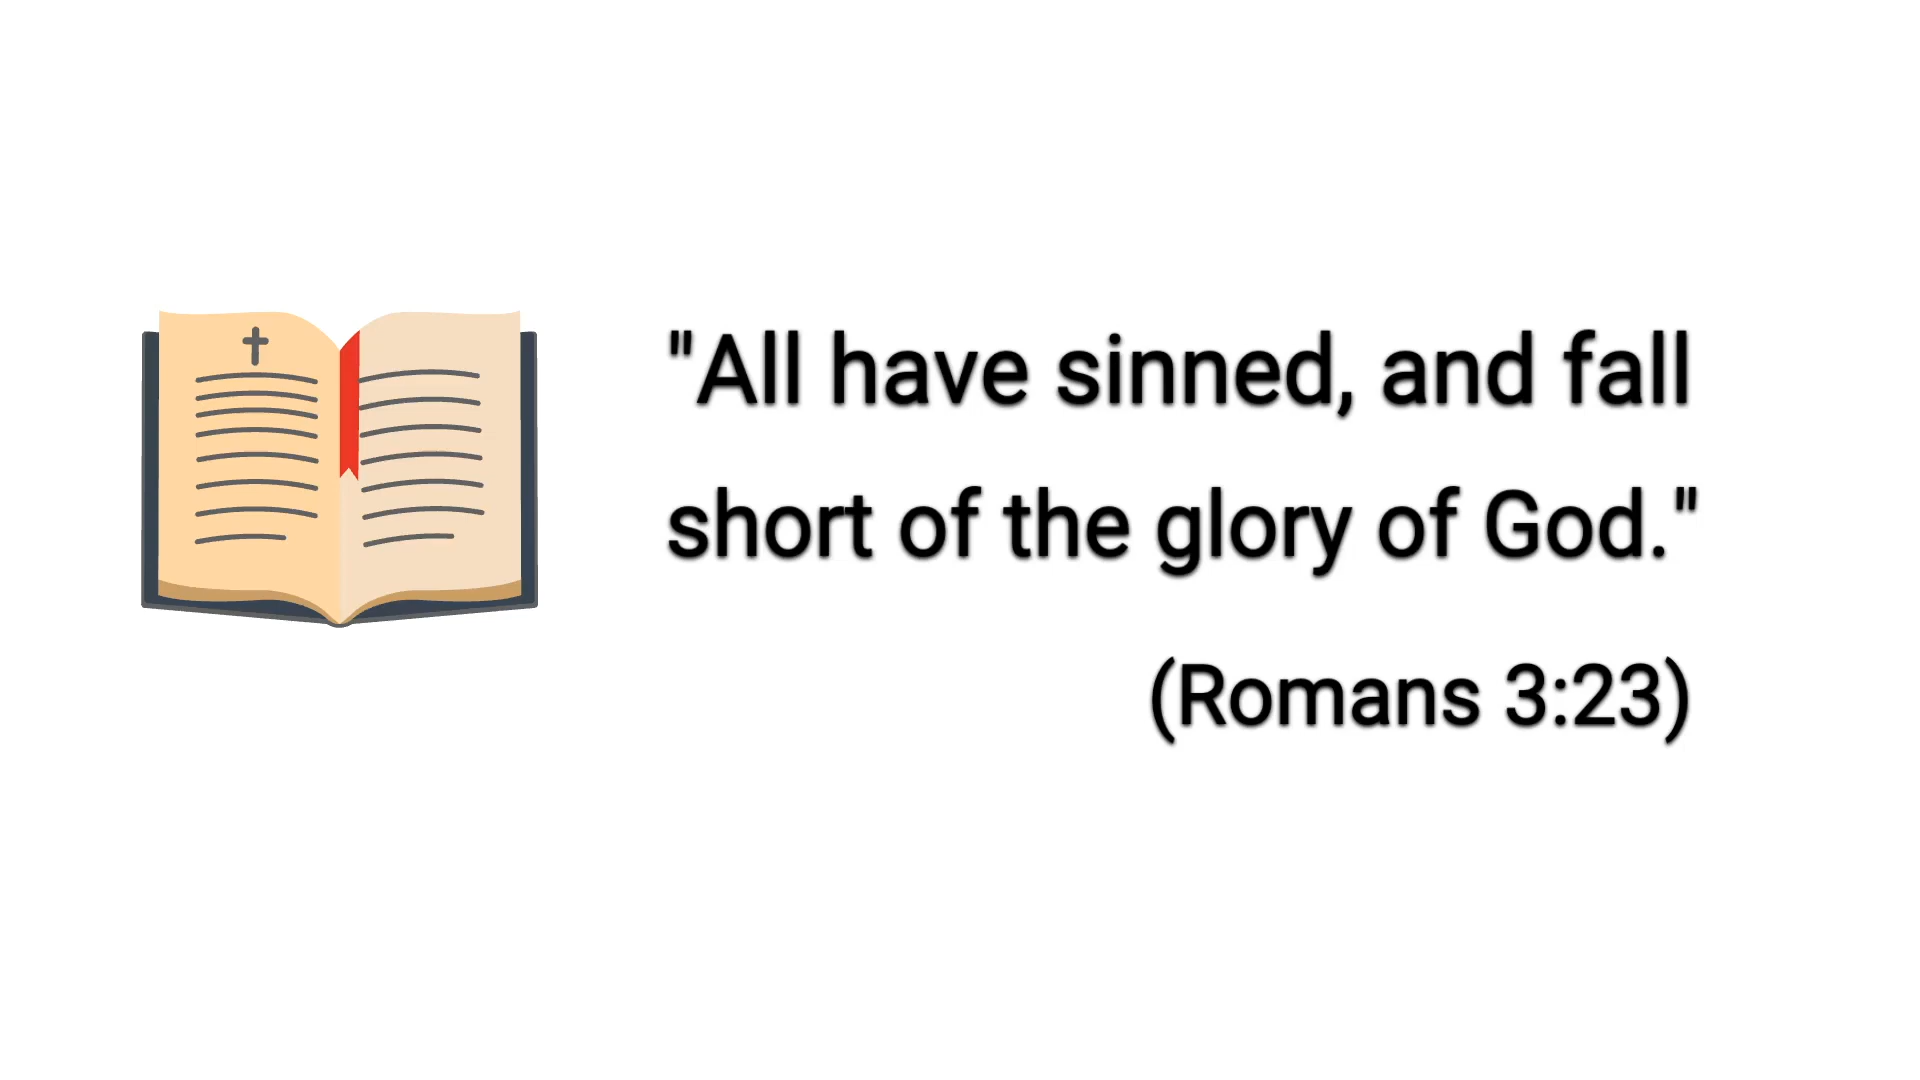 "All have sinned, and fall
short of the glory of God."
(Romans 3:23)